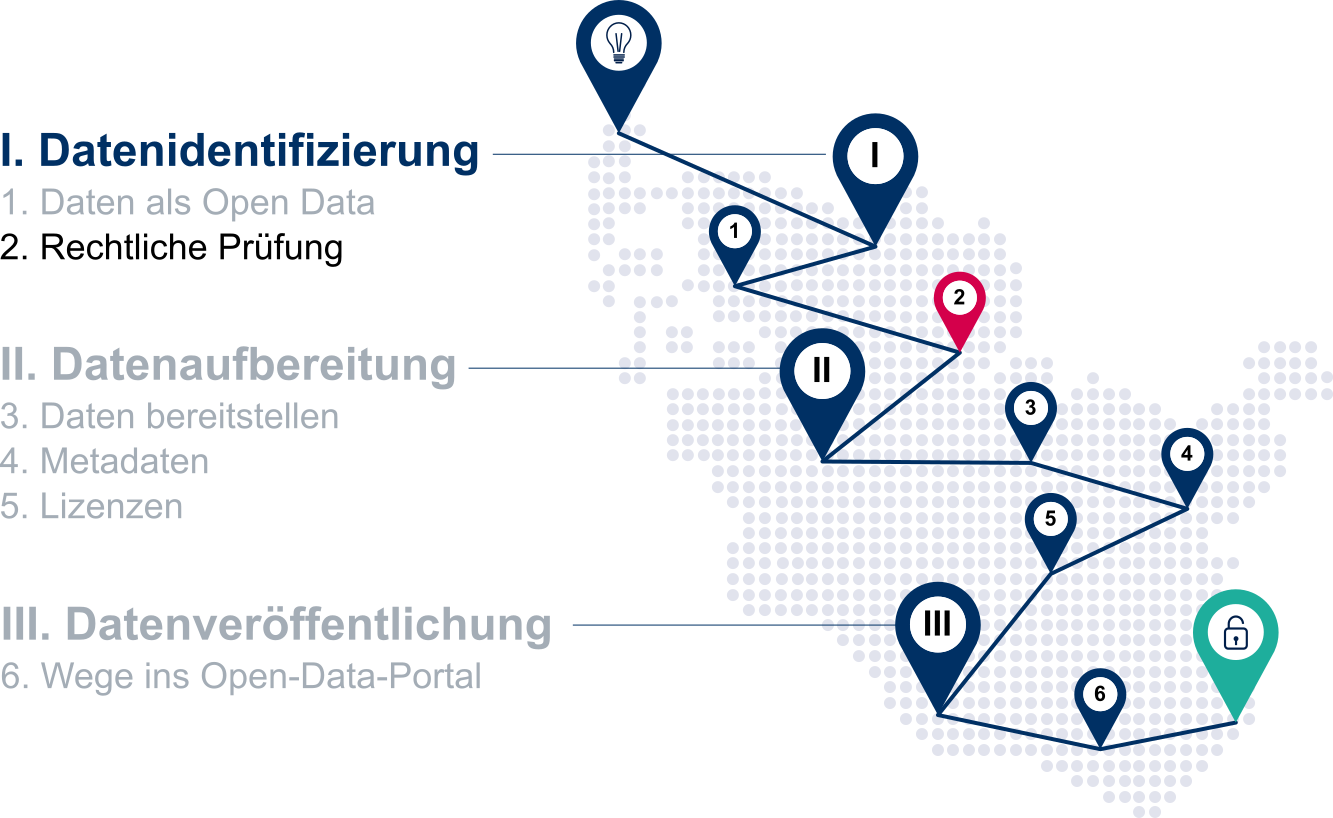 I. Datenidentifizierung
1. Daten als Open Data
2. Rechtliche Prüfung
II. Datenaufbereitung
3. Daten bereitstellen
4. Metadaten
5. Lizenzen
III. Datenveröffentlichung
6. Wege ins Open-Data-Portal
I
1
2
II
3
4
5
III
6